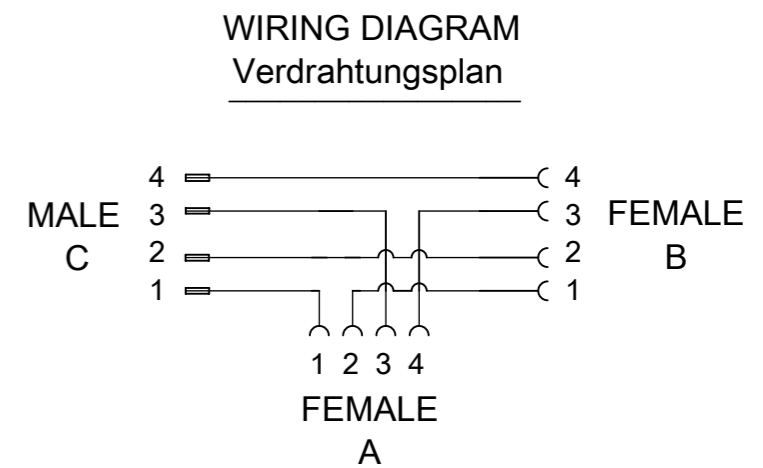 WIRING DIAGRAM
Verdrahtungsplan
4 4
MALE 3 3 FEMALE
C 2 2 B
1 1
1 2 3 4
FEMALE
A